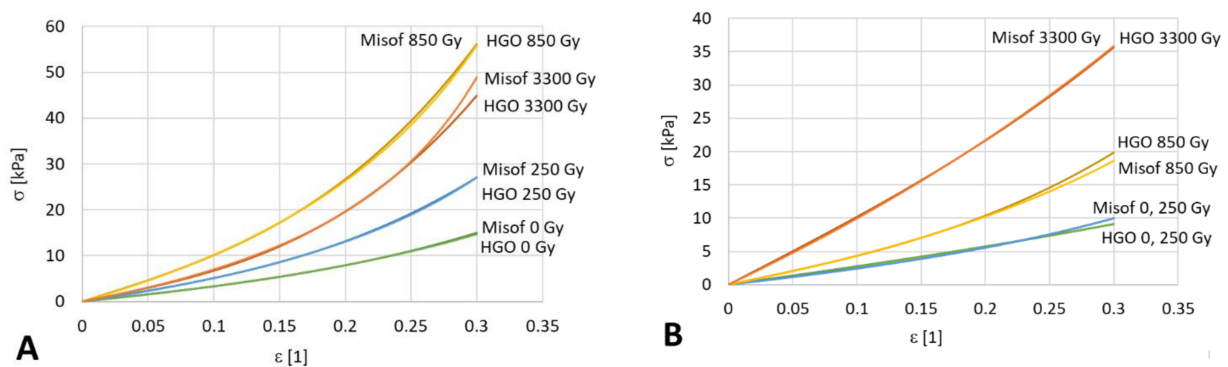 60
50
40
30
20
10
0
σ [kPa]
Misof 850 Gy
HGO 850 Gy
Misof 3300 Gy
HGO 3300 Gy
Misof 250 Gy
HGO 250 Gy
Misof 0 Gy
HGO 0 Gy
0 0.05 0.1 0.15 0.2 0.25 0.3 0.35
ε [1]
A
40
35
30
25
20
15
10
5
0
σ [kPa]
Misof 3300 Gy
HGO 3300 Gy
HGO 850 Gy
Misof 850 Gy
Misof 0, 250 Gy
HGO 0, 250 Gy
0 0.05 0.1 0.15 0.2 0.25 0.3 0.35
ε [1]
B